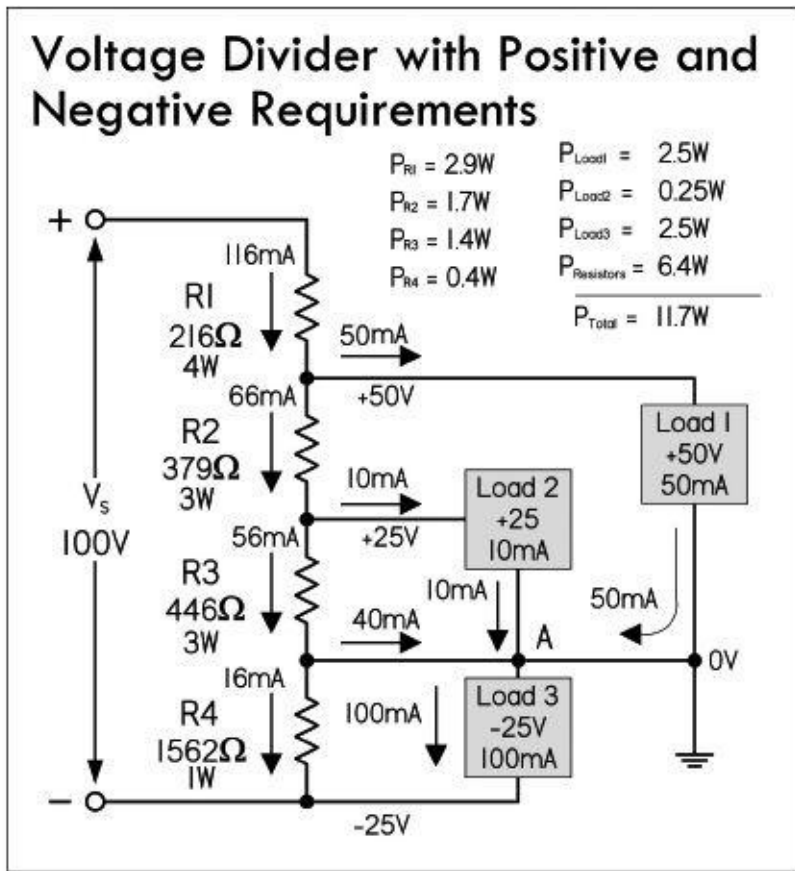 Voltage Divider with Positive and
Negative Requirements
P_R1 = 2.9W
P_R2 = 1.7W
P_R3 = 1.4W
P_R4 = 0.4W
P_Load1 = 2.5W
P_Load2 = 0.25W
P_Load3 = 2.5W
P_Resistors = 6.4W
P_Total = 11.7W
+
116mA
R1
216Ω
4W
50mA
+50V
66mA
R2
379Ω
3W
Load 1
+50V
50mA
V_s
100V
10mA
+25V
Load 2
+25
10mA
56mA
R3
446Ω
3W
40mA
10mA
A
50mA
0V
16mA
R4
1562Ω
1W
100mA
Load 3
-25V
100mA
−
-25V